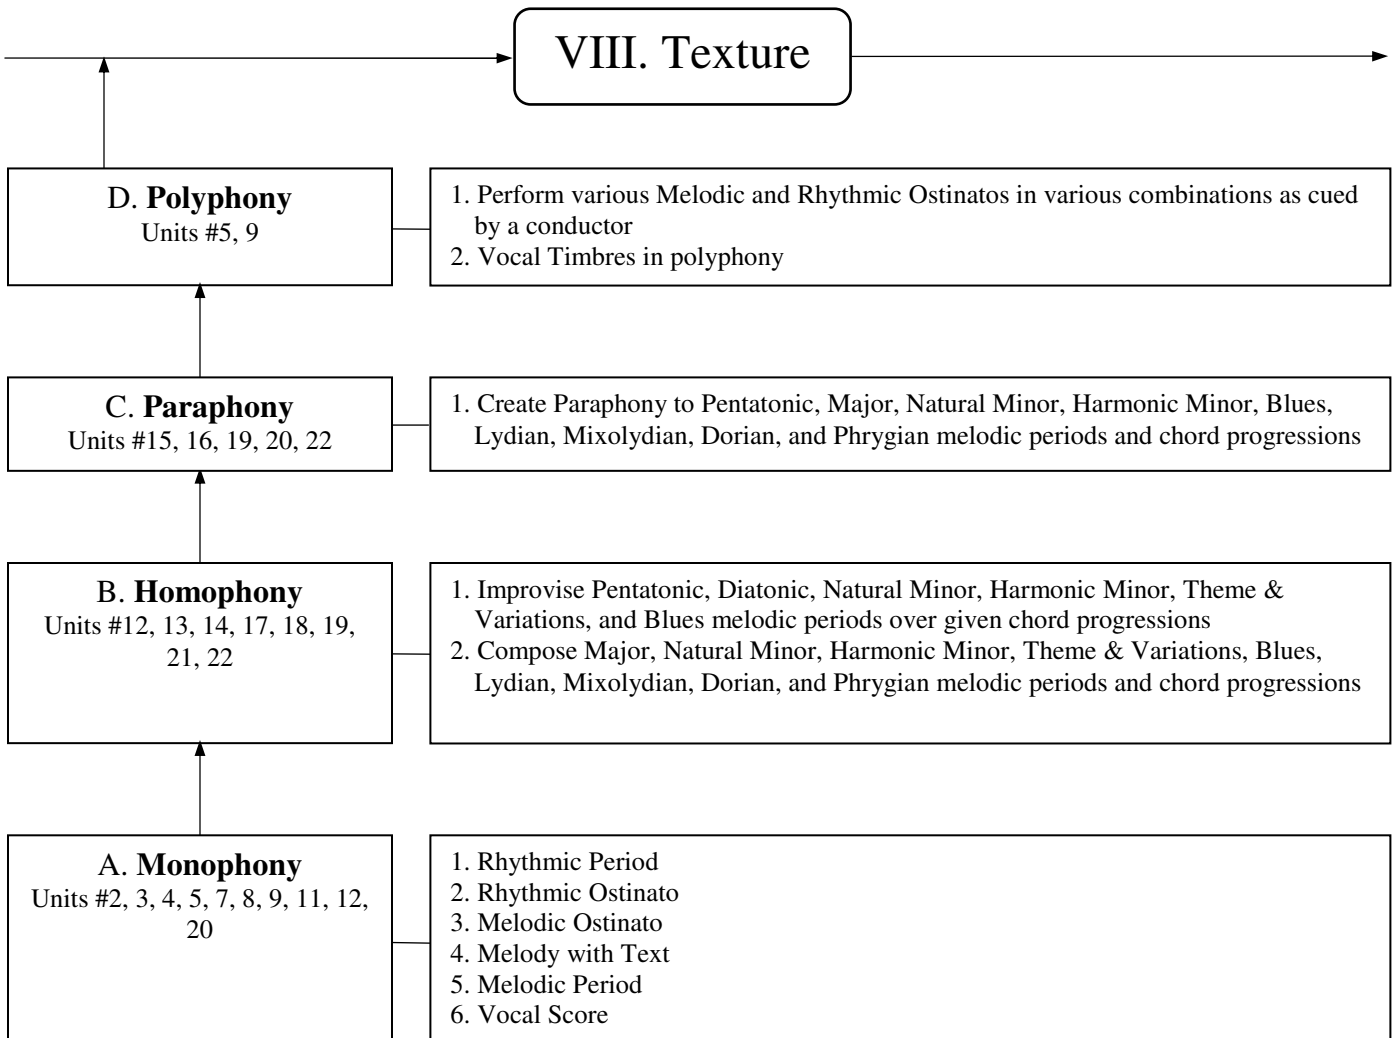 VIII. Texture
D. Polyphony
Units #5, 9
1. Perform various Melodic and Rhythmic Ostinatos in various combinations as cued
by a conductor
2. Vocal Timbres in polyphony
C. Paraphony
Units #15, 16, 19, 20, 22
1. Create Paraphony to Pentatonic, Major, Natural Minor, Harmonic Minor, Blues,
Lydian, Mixolydian, Dorian, and Phrygian melodic periods and chord progressions
B. Homophony
Units #12, 13, 14, 17, 18, 19,
21, 22
1. Improvise Pentatonic, Diatonic, Natural Minor, Harmonic Minor, Theme &
Variations, and Blues melodic periods over given chord progressions
2. Compose Major, Natural Minor, Harmonic Minor, Theme & Variations, Blues,
Lydian, Mixolydian, Dorian, and Phrygian melodic periods and chord progressions
A. Monophony
Units #2, 3, 4, 5, 7, 8, 9, 11, 12,
20
1. Rhythmic Period
2. Rhythmic Ostinato
3. Melodic Ostinato
4. Melody with Text
5. Melodic Period
6. Vocal Score